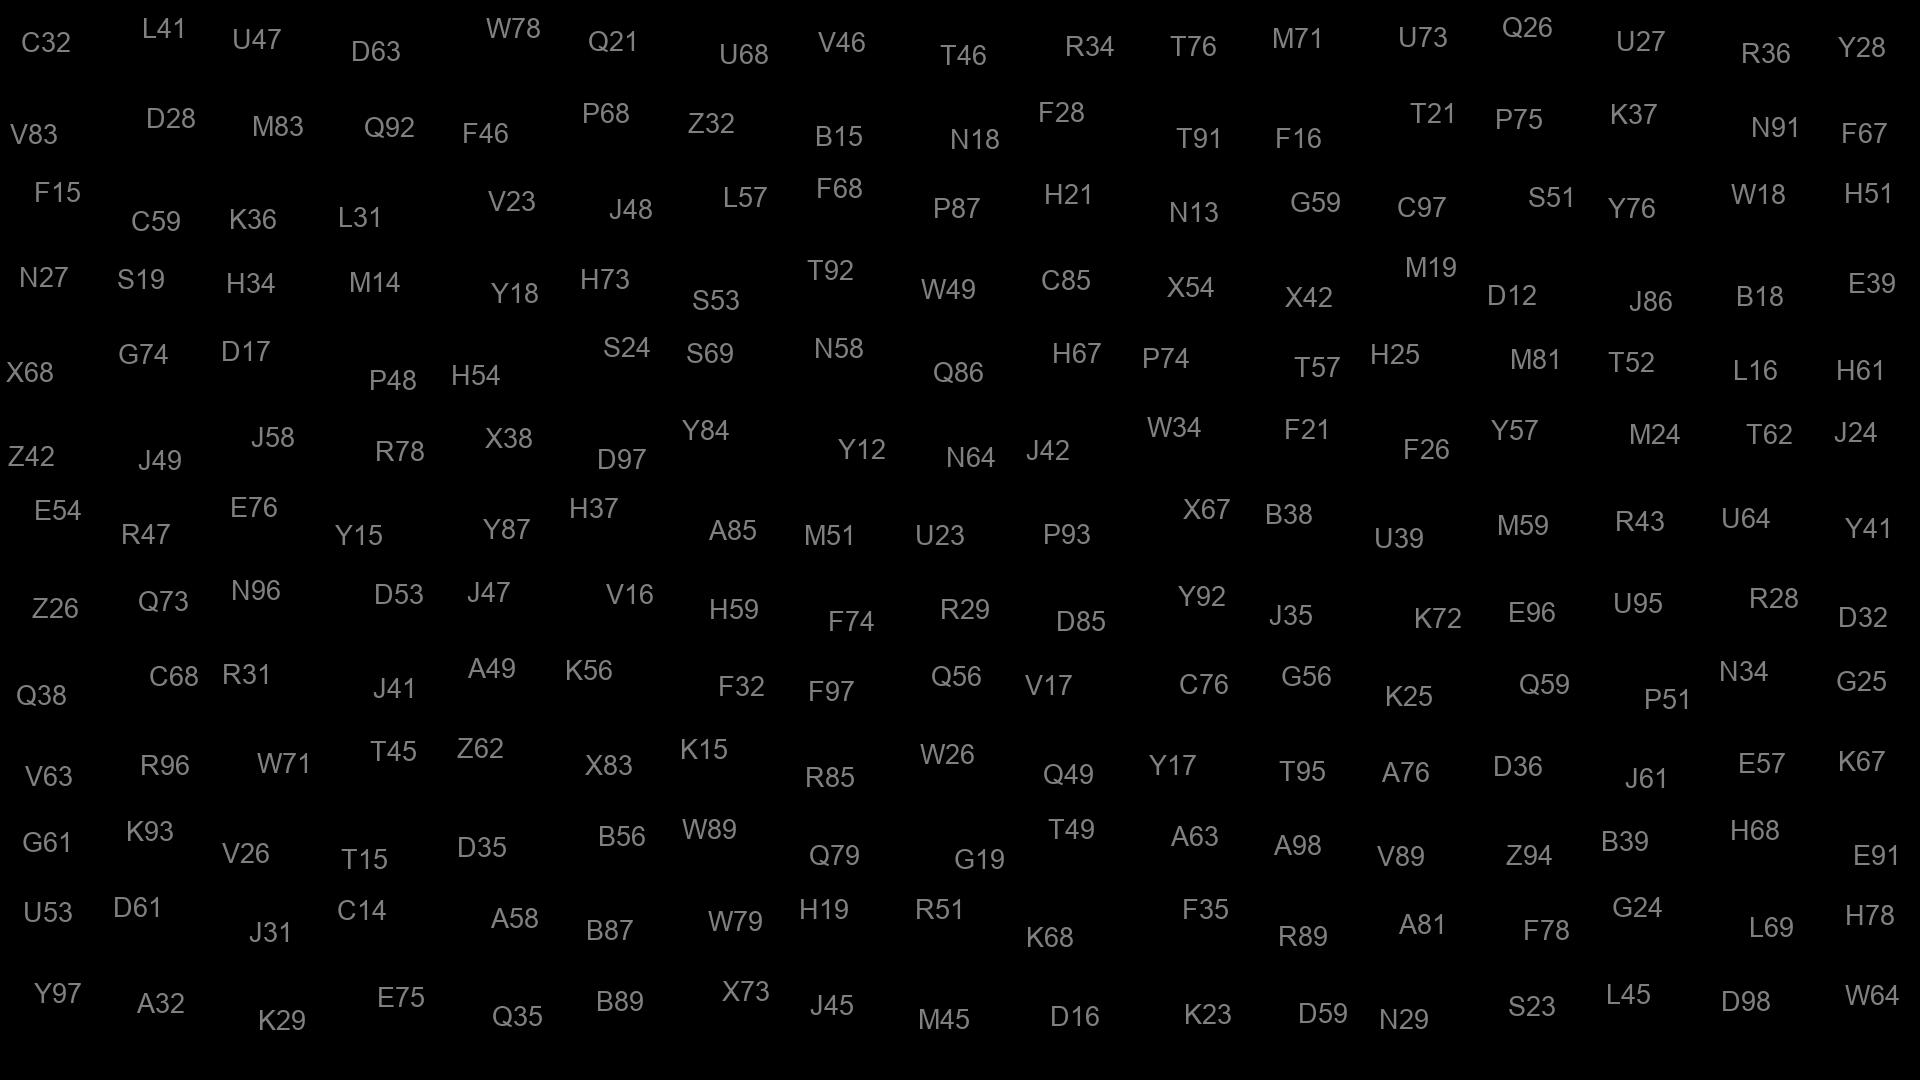 C32 L41 U47 D63 W78 Q21 U68 V46 T46 R34 T76 M71 U73 Q26 U27 R36 Y28
V83 D28 M83 Q92 F46 P68 Z32 B15 N18 F28 T91 F16 T21 P75 K37 N91 F67
F15 C59 K36 L31 V23 J48 L57 F68 P87 H21 N13 G59 C97 S51 Y76 W18 H51
N27 S19 H34 M14 Y18 H73 S53 T92 W49 C85 X54 X42 M19 D12 J86 B18 E39
X68 G74 D17 P48 H54 S24 S69 N58 Q86 H67 P74 T57 H25 M81 T52 L16 H61
Z42 J49 J58 R78 X38 D97 Y84 Y12 N64 J42 W34 F21 F26 Y57 M24 T62 J24
E54 R47 E76 Y15 Y87 H37 A85 M51 U23 P93 X67 B38 U39 M59 R43 U64 Y41
Z26 Q73 N96 D53 J47 V16 H59 F74 R29 D85 Y92 J35 K72 E96 U95 R28 D32
Q38 C68 R31 J41 A49 K56 F32 F97 Q56 V17 C76 G56 K25 Q59 P51 N34 G25
V63 R96 W71 T45 Z62 X83 K15 R85 W26 Q49 Y17 T95 A76 D36 J61 E57 K67
G61 K93 V26 T15 D35 B56 W89 Q79 G19 T49 A63 A98 V89 Z94 B39 H68 E91
U53 D61 J31 C14 A58 B87 W79 H19 R51 K68 F35 R89 A81 F78 G24 L69 H78
Y97 A32 K29 E75 Q35 B89 X73 J45 M45 D16 K23 D59 N29 S23 L45 D98 W64